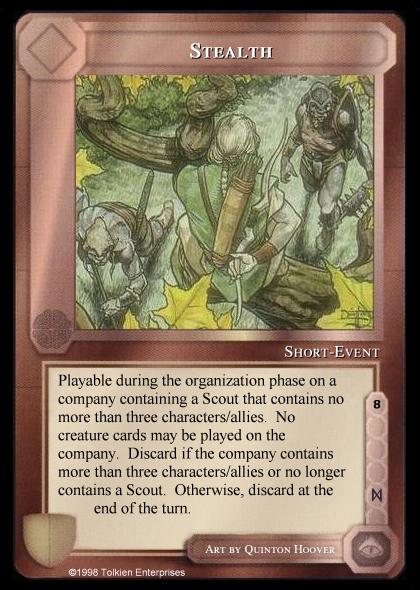 STEALTH
SHORT-EVENT
Playable during the organization phase on a
company containing a Scout that contains no
more than three characters/allies.  No
creature cards may be played on the
company.  Discard if the company contains
more than three characters/allies or no longer
contains a Scout.  Otherwise, discard at the
end of the turn.
8
ART BY QUINTON HOOVER
©1998 Tolkien Enterprises